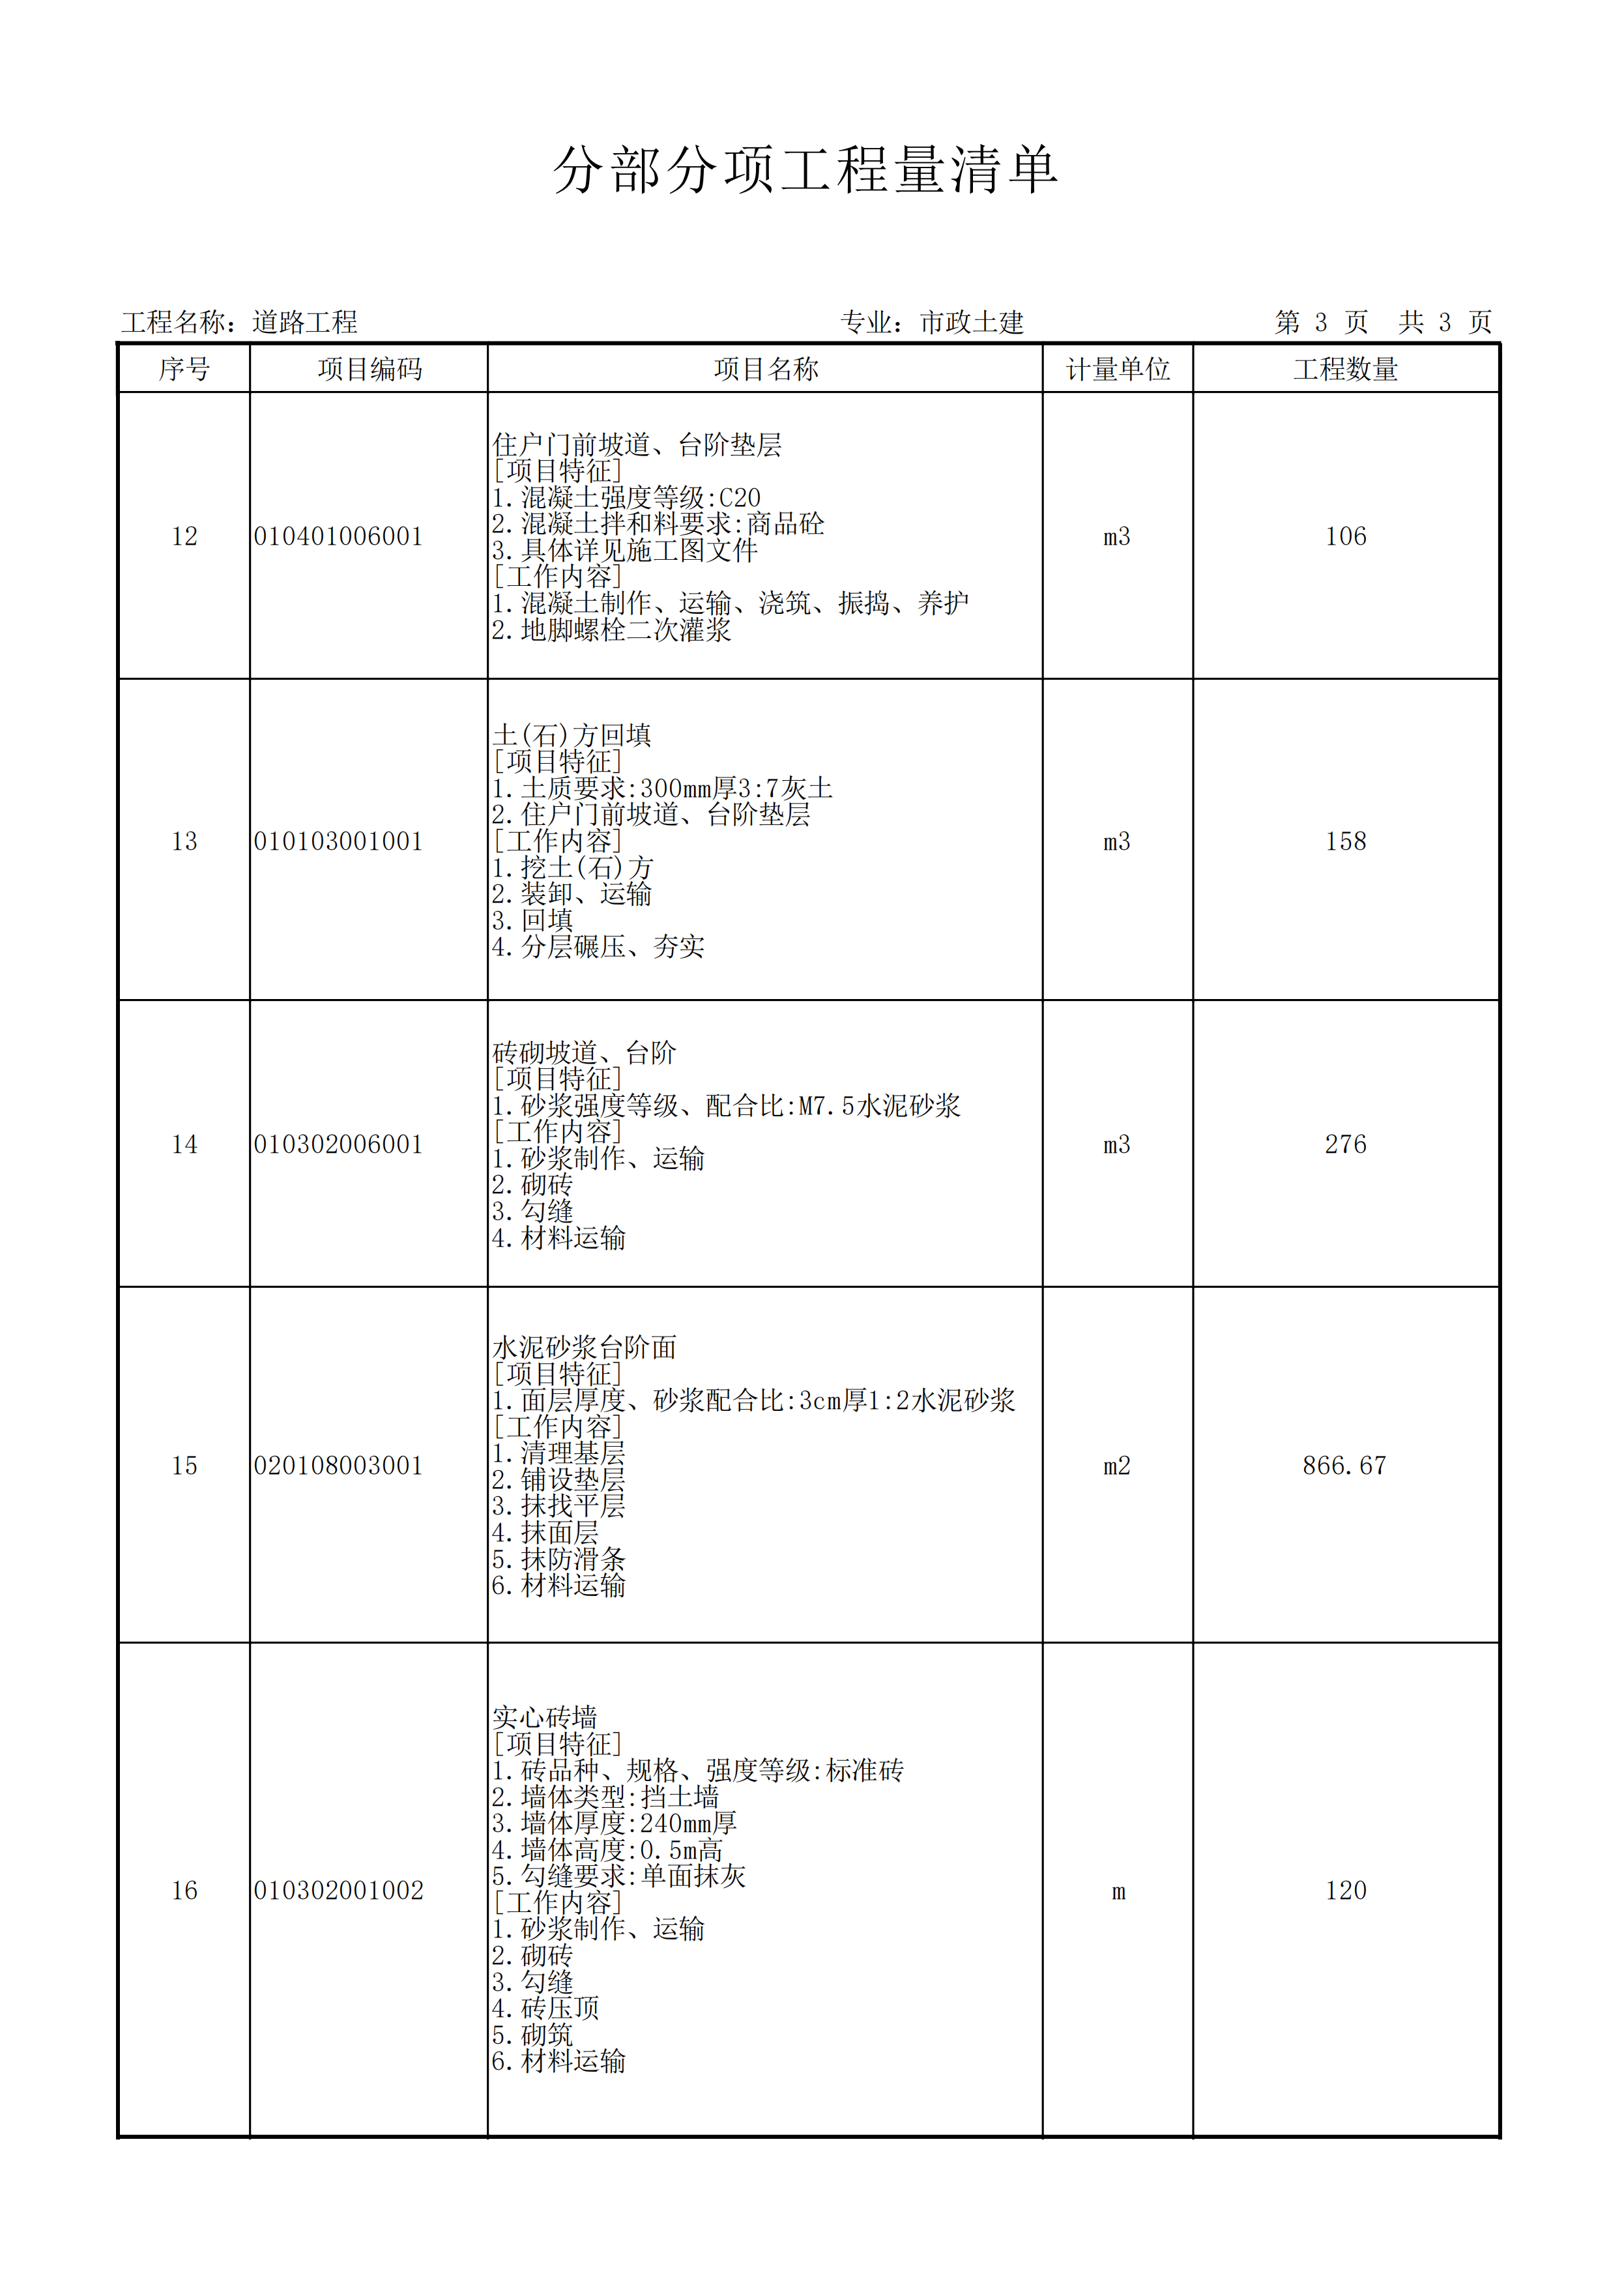 分部分项工程量清单
工程名称：道路工程 专业：市政土建 第 3 页 共 3 页
序号 项目编码 项目名称 计量单位 工程数量
住户门前坡道、台阶垫层
[项目特征]
1.混凝土强度等级:C20
2.混凝土拌和料要求:商品砼
12 010401006001 m3 106
3.具体详见施工图文件
[工作内容]
1.混凝土制作、运输、浇筑、振捣、养护
2.地脚螺栓二次灌浆
土(石)方回填
[项目特征]
1.土质要求:300mm厚3:7灰土
2.住户门前坡道、台阶垫层
13 010103001001 [工作内容] m3 158
1.挖土(石)方
2.装卸、运输
3.回填
4.分层碾压、夯实
砖砌坡道、台阶
[项目特征]
1.砂浆强度等级、配合比:M7.5水泥砂浆
[工作内容]
14 010302006001 m3 276
1.砂浆制作、运输
2.砌砖
3.勾缝
4.材料运输
水泥砂浆台阶面
[项目特征]
1.面层厚度、砂浆配合比:3cm厚1:2水泥砂浆
[工作内容]
1.清理基层
15 020108003001 m2 866.67
2.铺设垫层
3.抹找平层
4.抹面层
5.抹防滑条
6.材料运输
实心砖墙
[项目特征]
1.砖品种、规格、强度等级:标准砖
2.墙体类型:挡土墙
3.墙体厚度:240mm厚
4.墙体高度:0.5m高
5.勾缝要求:单面抹灰
16 010302001002 [工作内容] m 120
1.砂浆制作、运输
2.砌砖
3.勾缝
4.砖压顶
5.砌筑
6.材料运输